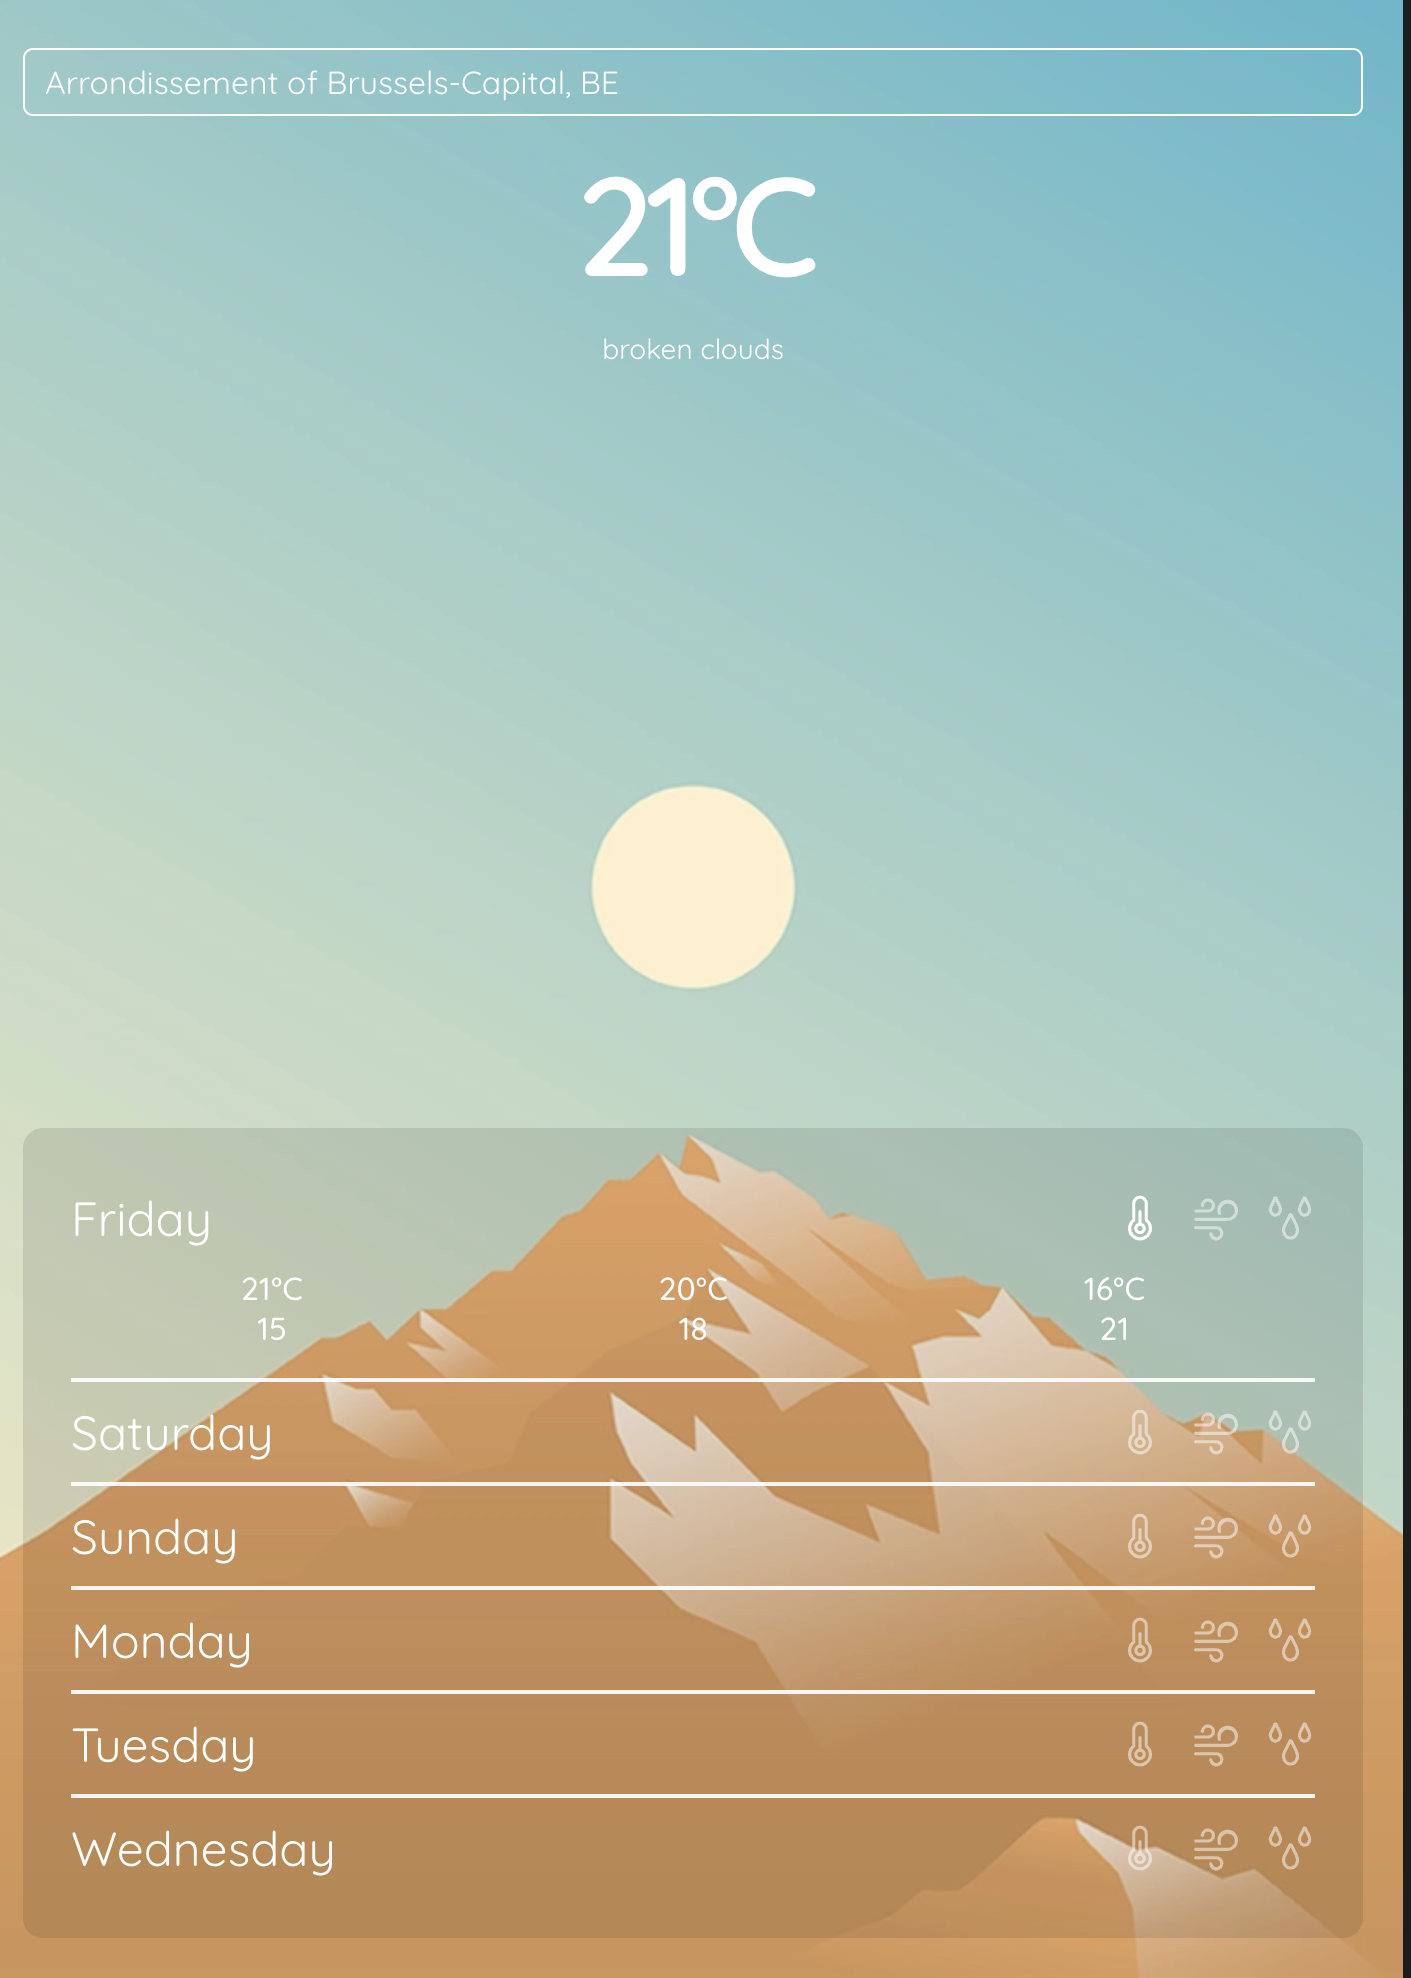 Arrondissement of Brussels-Capital, BE
21°C
broken clouds
Friday
21°C 20°C 16°C
15 18 21
Saturday
Sunday
Monday
Tuesday
Wednesday